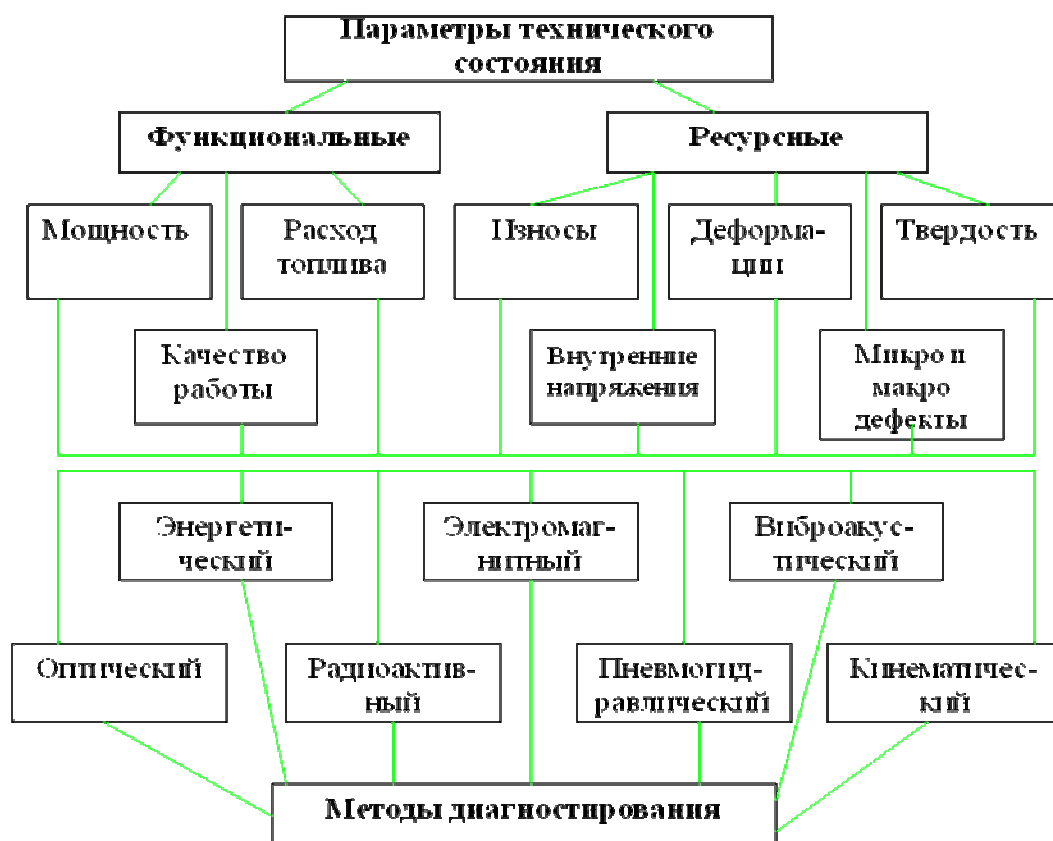 Параметры технического
состояния
Функциональные
Ресурсные
Мощность
Расход
топлива
Износы
Деформа-
ции
Твердость
Качество
работы
Внутренние
напряжения
Микро и
макро
дефекты
Энергети-
ческий
Электромаг-
нитный
Виброакус-
тический
Оптический
Радиоактив-
ный
Пневмогид-
равлический
Кинематичес-
кий
Методы диагностирования